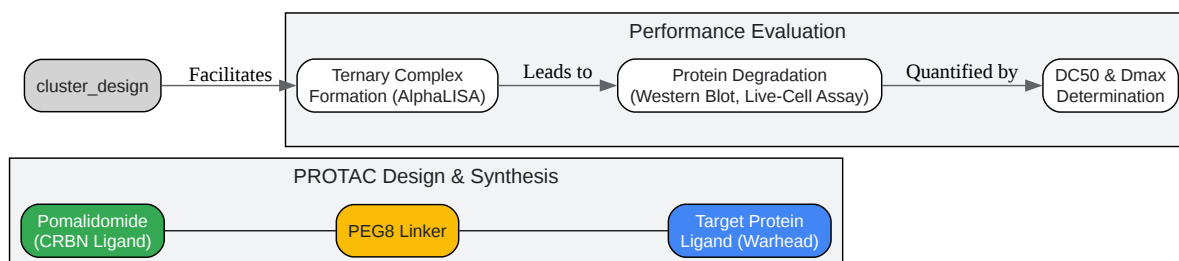 Performance Evaluation
cluster_design
Facilitates
Ternary Complex
Formation (AlphaLISA)
Leads to
Protein Degradation
(Western Blot, Live-Cell Assay)
Quantified by
DC50 & Dmax
Determination
PROTAC Design & Synthesis
Pomalidomide
(CRBN Ligand)
PEG8 Linker
Target Protein
Ligand (Warhead)